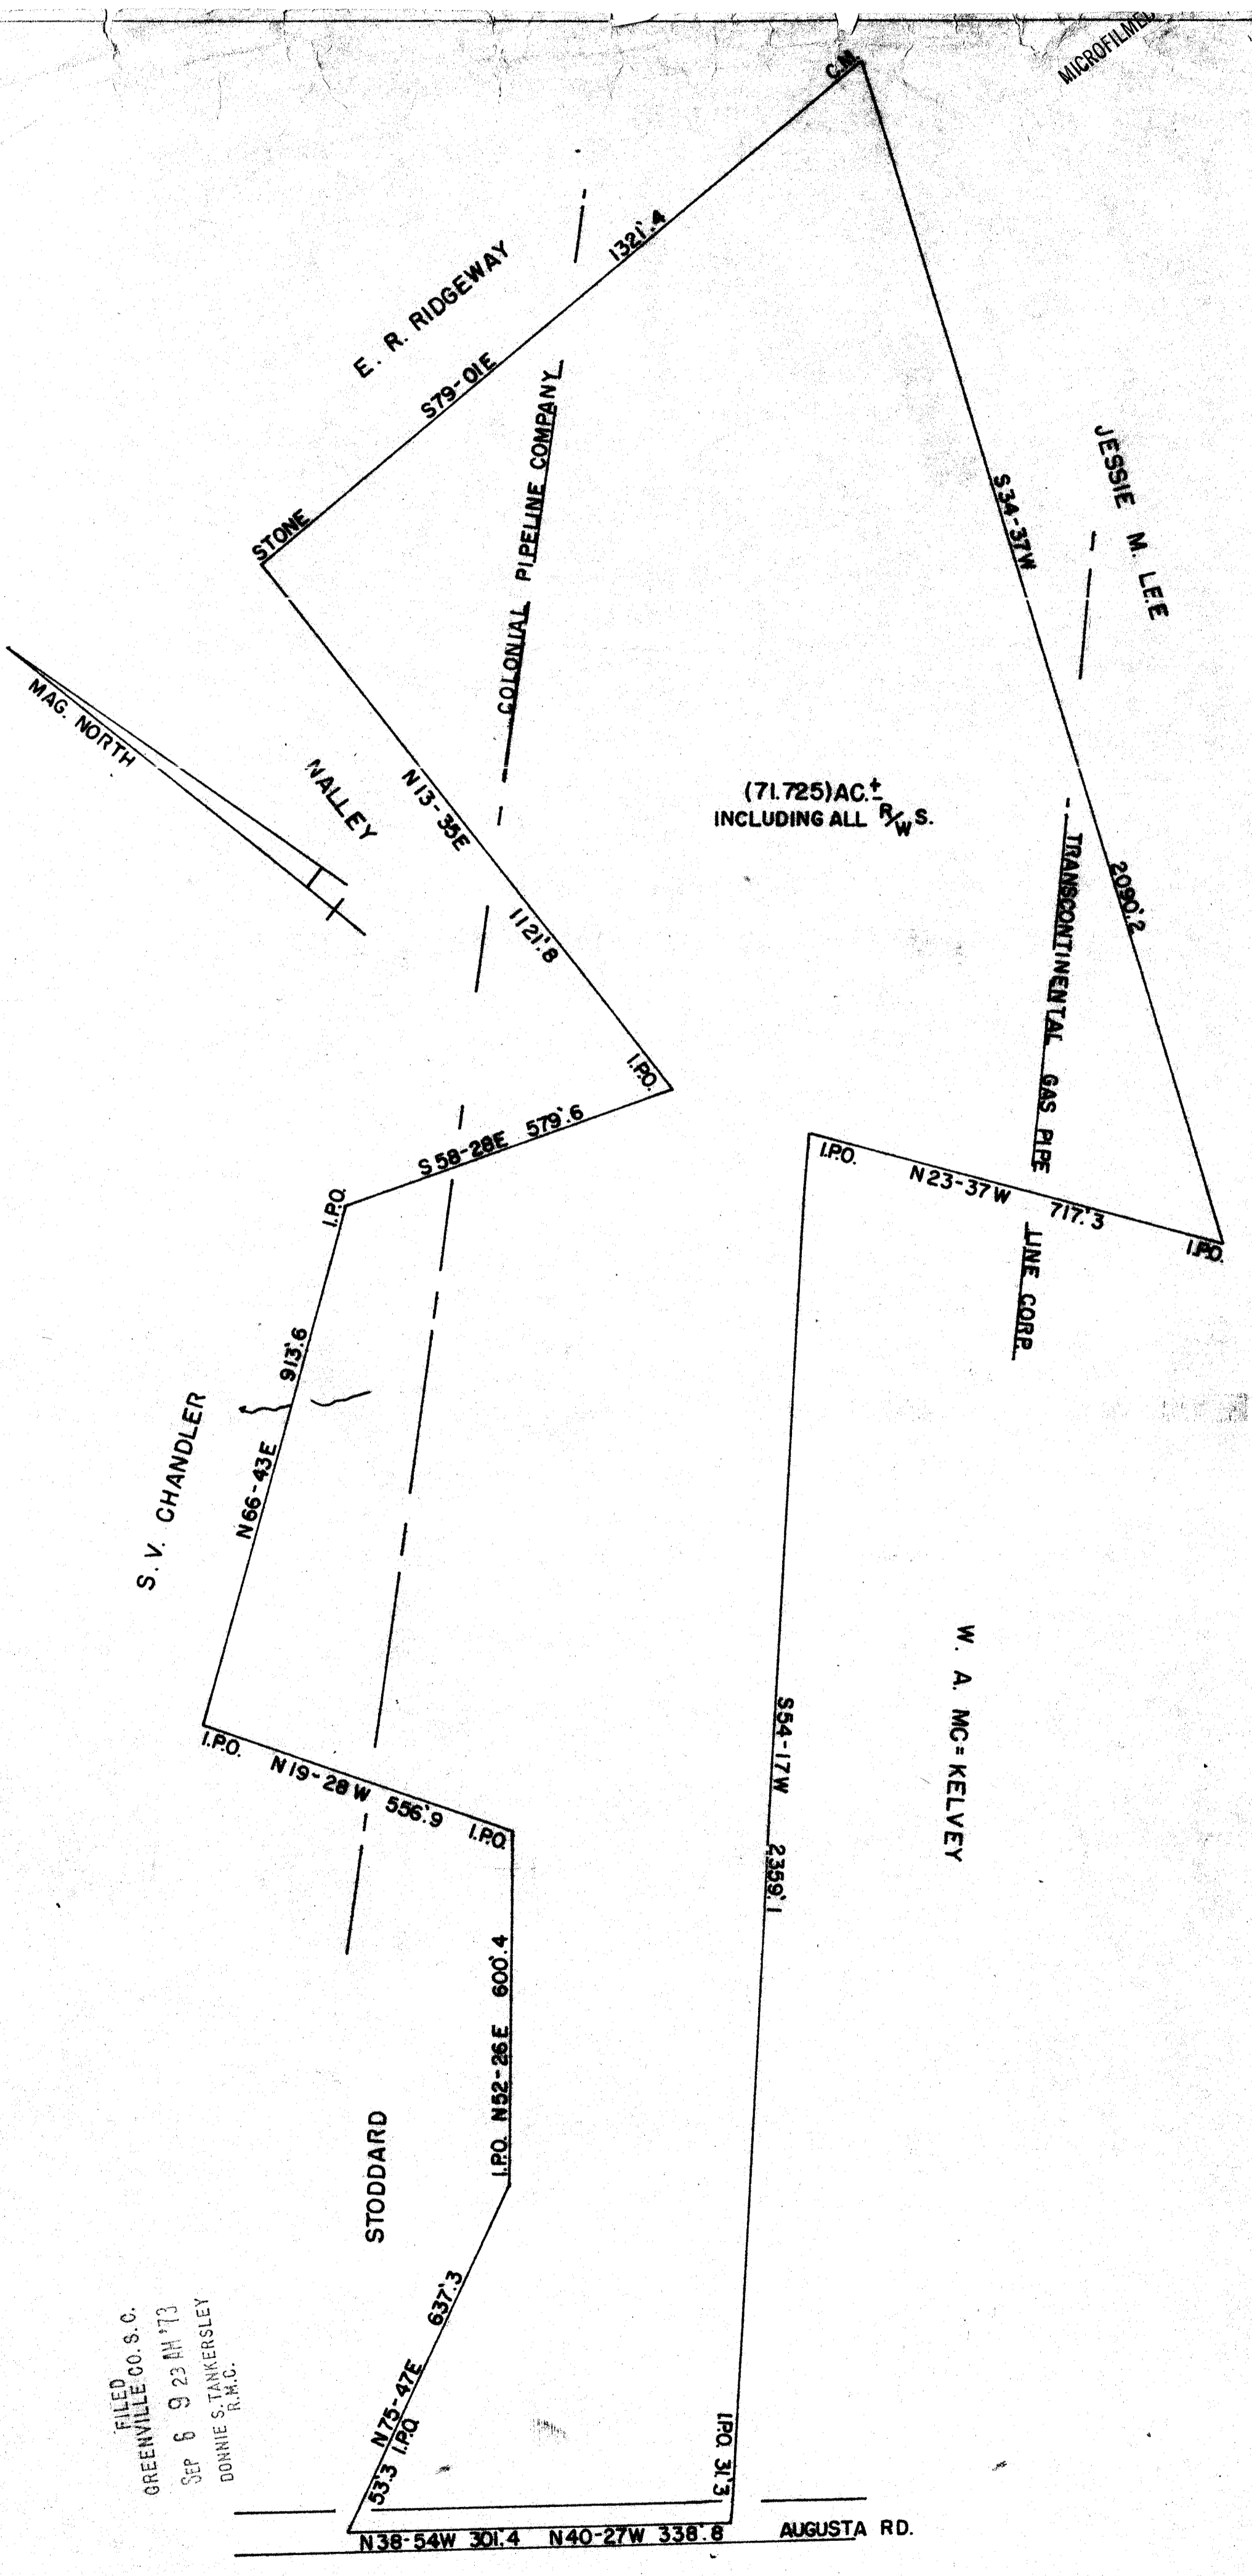 MICROFILMED
C.M.
1321'.4
E. R. RIDGEWAY
S79-01E
STONE
COLONIAL PIPELINE COMPANY
JESSIE M. LEE
S34-37W
2090'.2
MAG. NORTH
NALLEY
N13-35E
1121'.8
I.P.O.
(71.725)AC.±
INCLUDING ALL R/W S.
TRANSCONTINENTAL GAS PIPE
LINE CORP.
S58-28E 579'.6
I.P.O.
I.P.O.
N23-37W 717'.3
I.P.O.
913'.6
N66-43E
S. V. CHANDLER
I.P.O.
N19-28W 556'.9
I.P.O.
W. A. MC=KELVEY
S54-17W 2359'.1
600'.4
I.P.O. N52-26E
STODDARD
637'.3
N75-47E
53'.3 I.P.O.
I.P.O. 31'.3
N38-54W 301'.4 N40-27W 338'.8
AUGUSTA RD.
FILED
GREENVILLE CO. S. C.
SEP 6 9 23 AM '73
DONNIE S. TANKERSLEY
R.M.C.